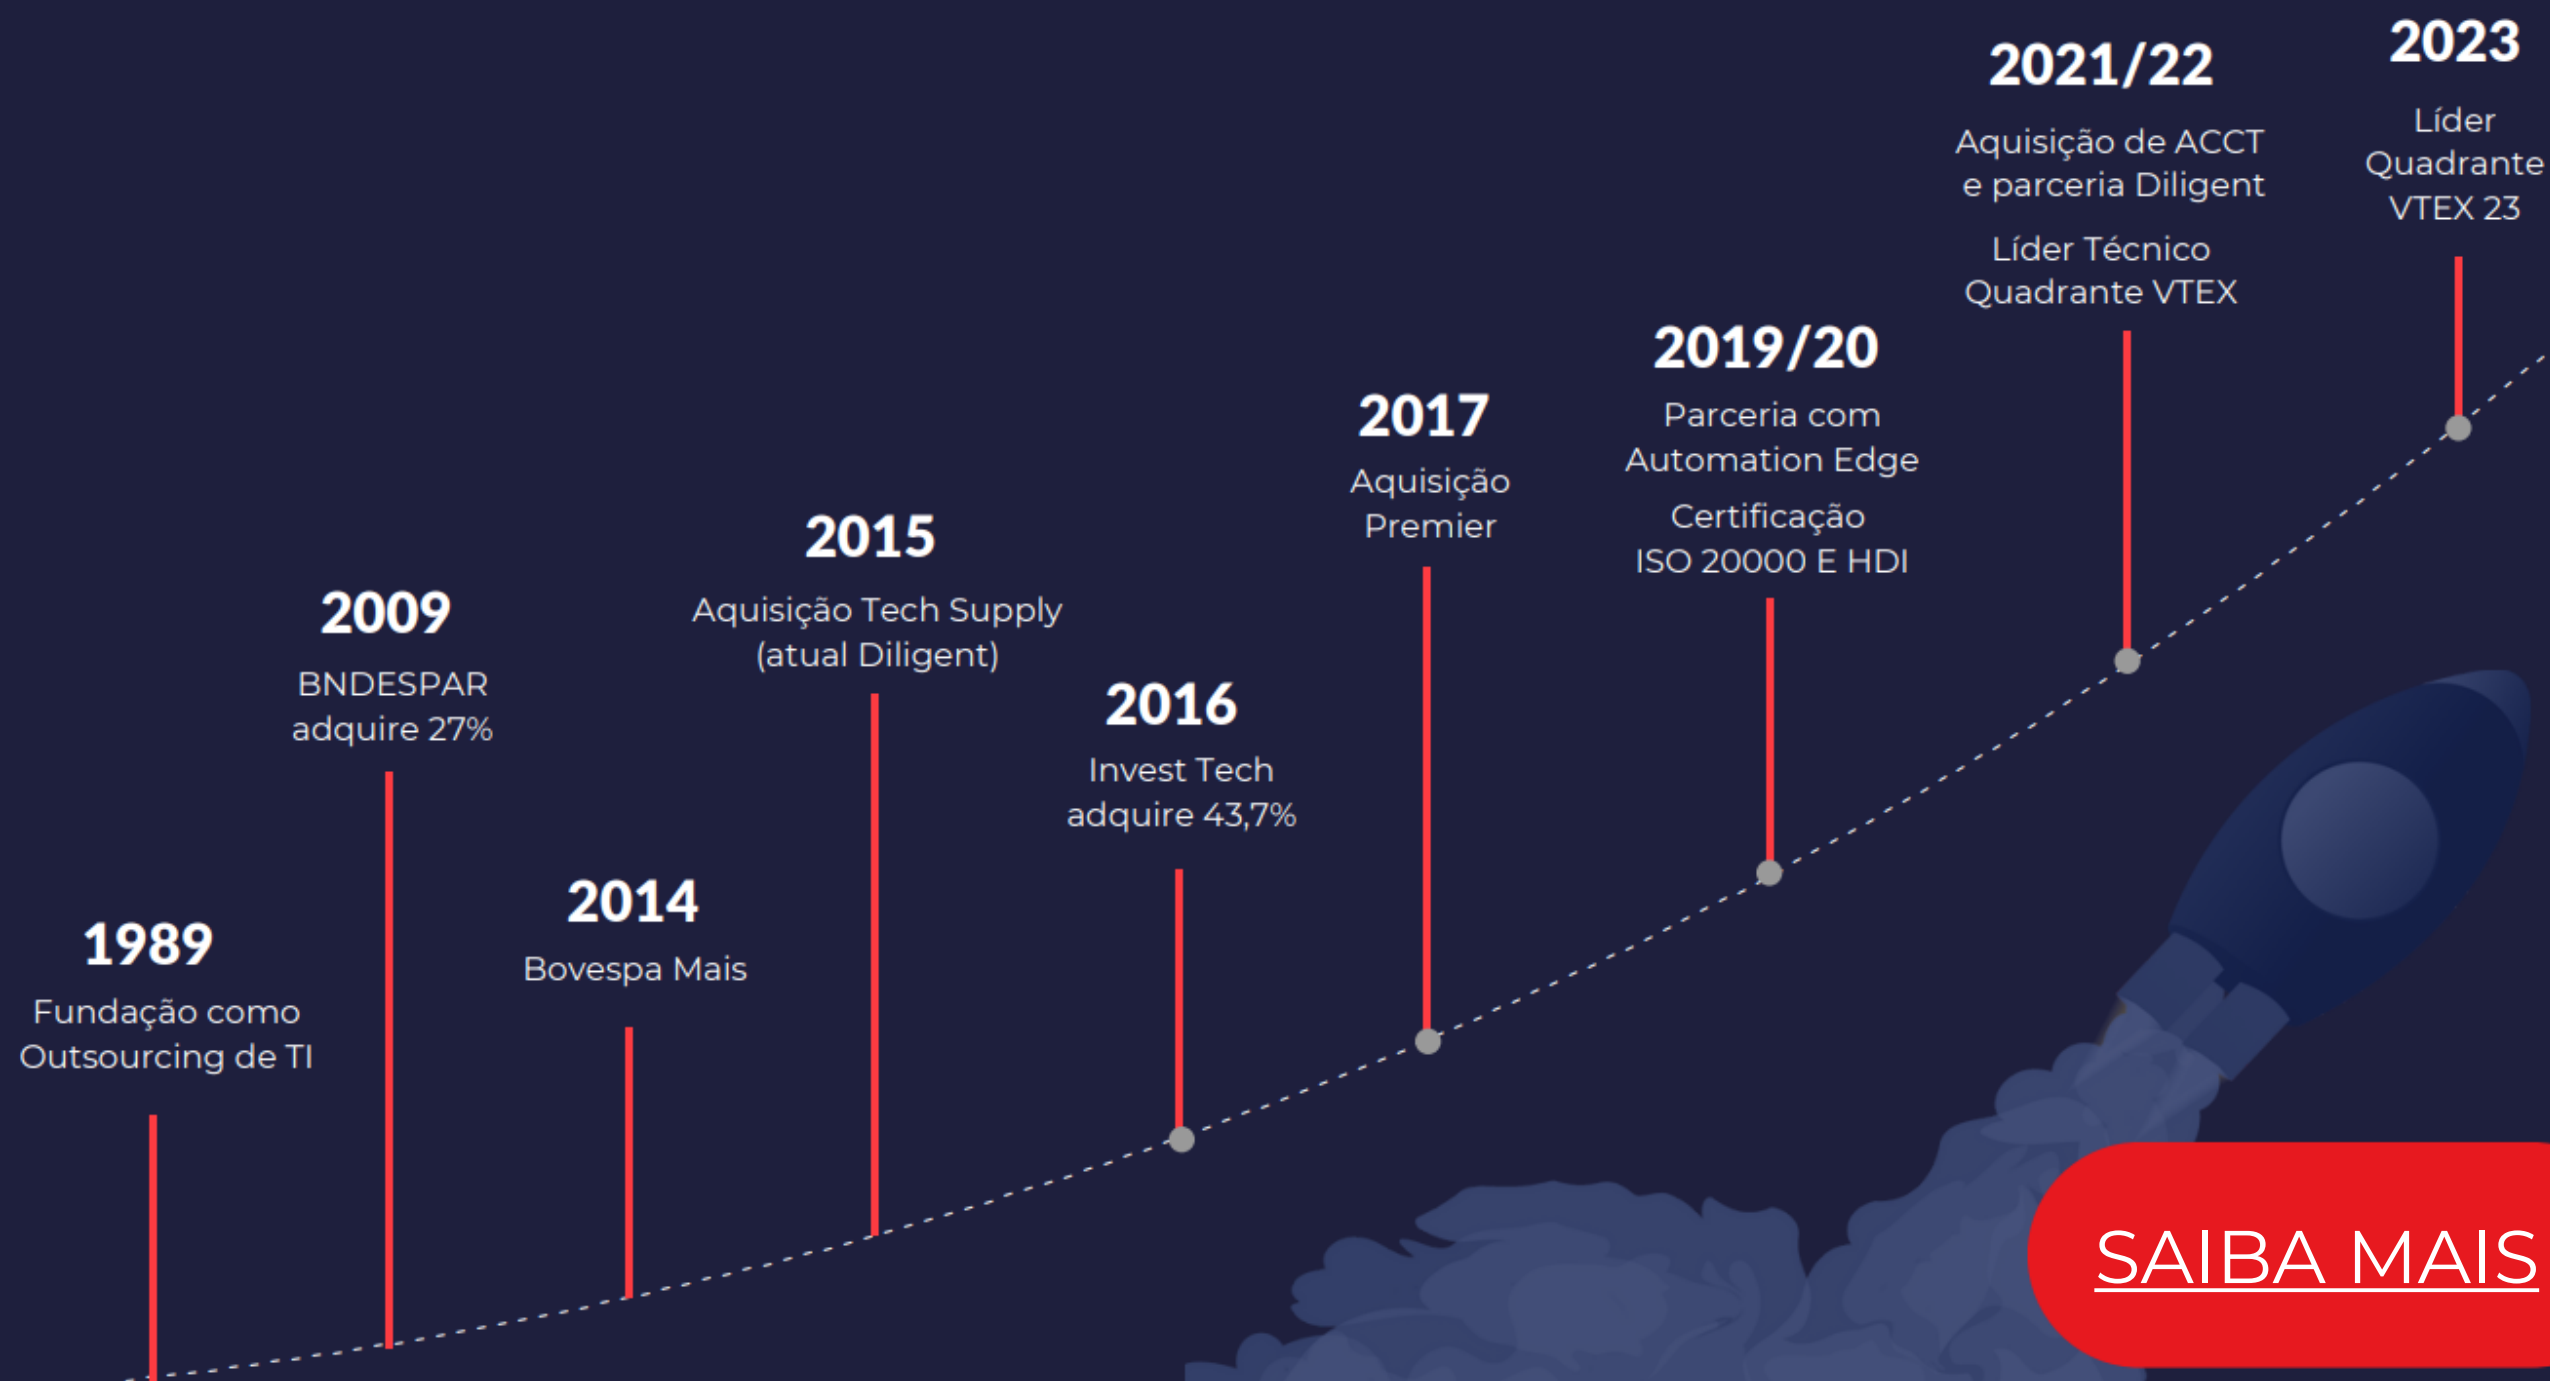 1989
Fundação como
Outsourcing de TI
2009
BNDESPAR
adquire 27%
2014
Bovespa Mais
2015
Aquisição Tech Supply
(atual Diligent)
2016
Invest Tech
adquire 43,7%
2017
Aquisição
Premier
2019/20
Parceria com
Automation Edge
Certificação
ISO 20000 E HDI
2021/22
Aquisição de ACCT
e parceria Diligent
Líder Técnico
Quadrante VTEX
2023
Líder
Quadrante
VTEX 23
SAIBA MAIS